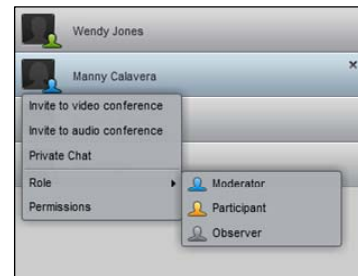 Wendy Jones
Manny Calavera
Invite to video conference
Invite to audio conference
Private Chat
Role
Permissions
Moderator
Participant
Observer